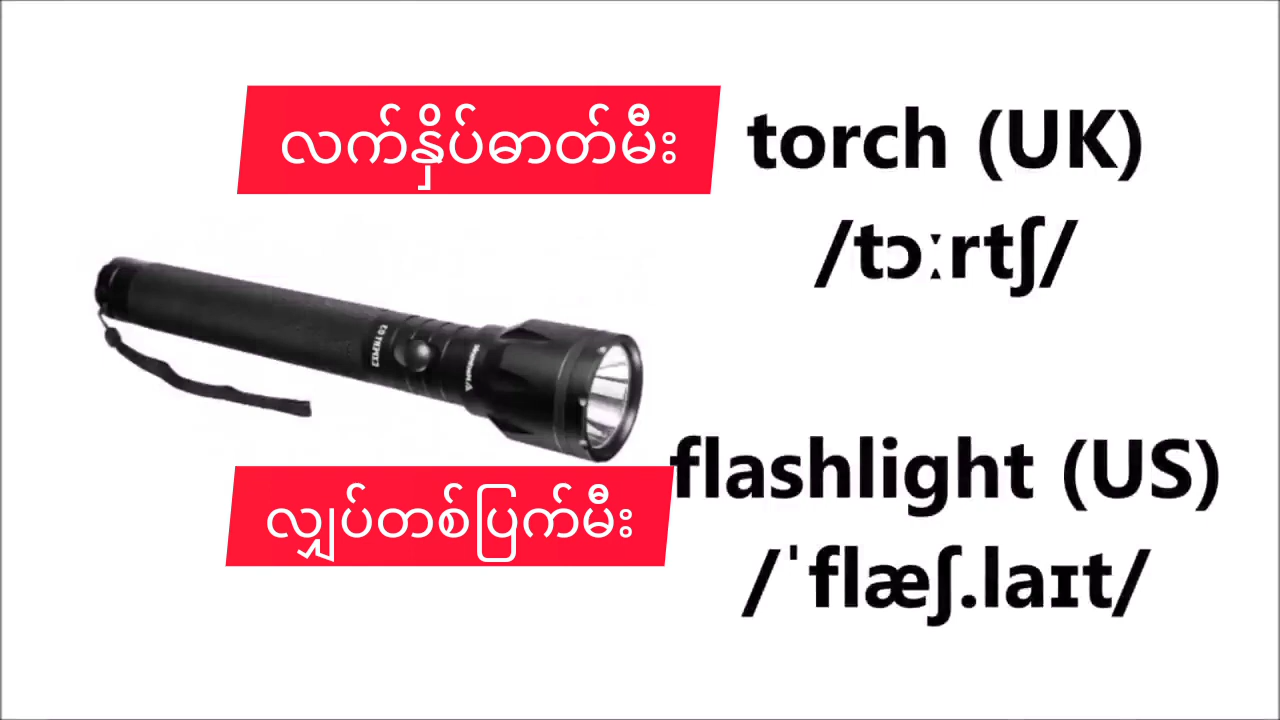 လက်နှိပ်ဓာတ်မီး
torch (UK)
/tɔːrtʃ/
လျှပ်တစ်ပြက်မီး
flashlight (US)
/ˈflæʃ.laɪt/